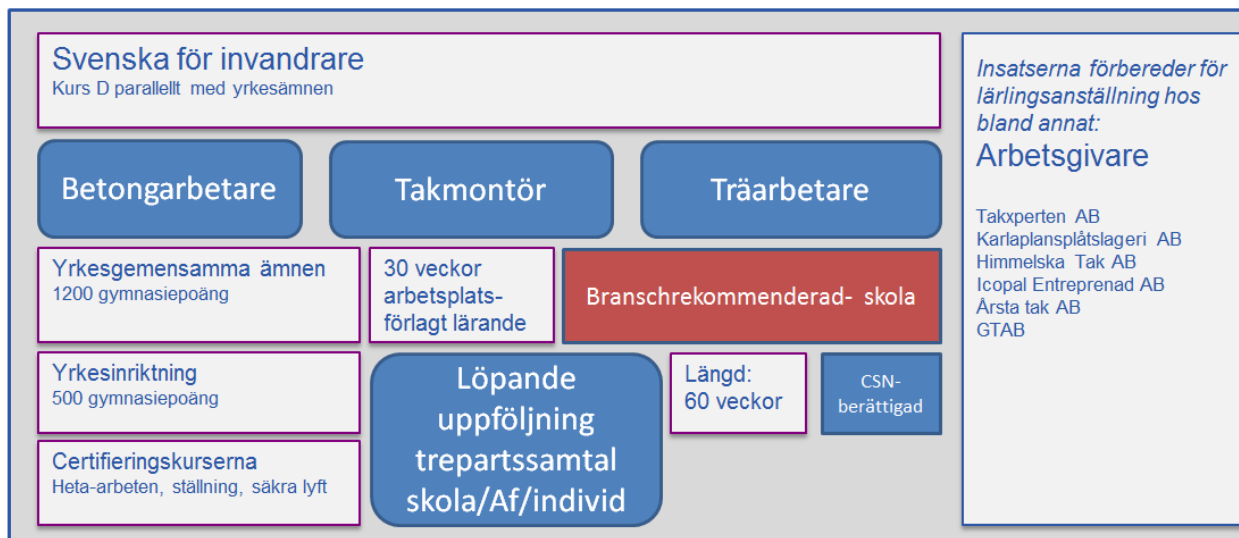 Svenska för invandrare
Kurs D parallellt med yrkesämnen
Betongarbetare
Takmontör
Träarbetare
Yrkesgemensamma ämnen
1200 gymnasiepoäng
30 veckor
arbetsplats-
förlagt lärande
Branschrekommenderad- skola
Yrkesinriktning
500 gymnasiepoäng
Löpande
uppföljning
trepartssamtal
skola/Af/individ
Längd:
60 veckor
CSN-
berättigad
Certifieringskurserna
Heta-arbeten, ställning, säkra lyft
Insatserna förbereder för
lärlingsanställning hos
bland annat:
Arbetsgivare
Takxperten AB
Karlaplansplåtslageri AB
Himmelska Tak AB
Icopal Entreprenad AB
Årsta tak AB
GTAB